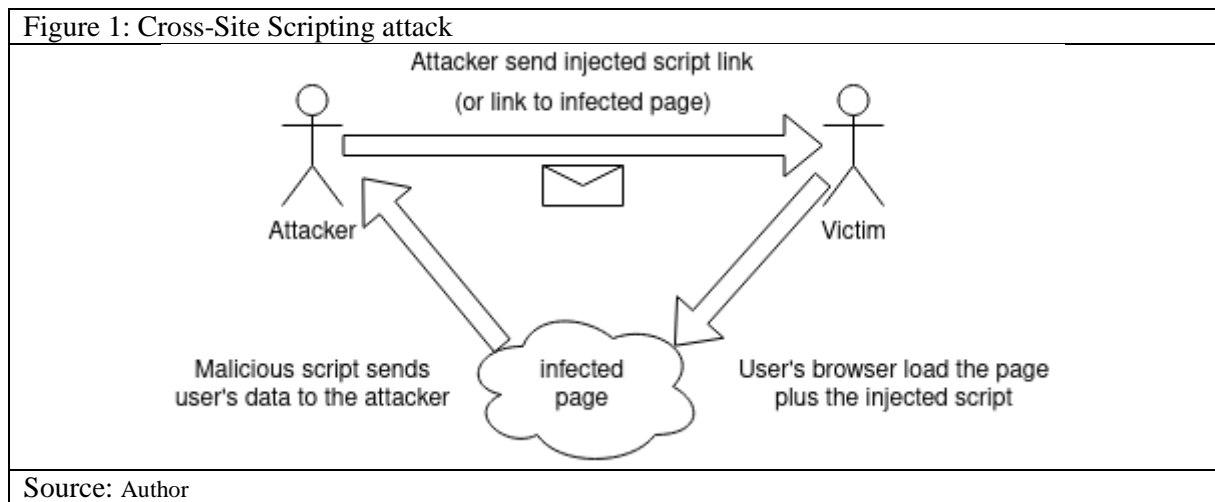 Figure 1: Cross-Site Scripting attack
Attacker send injected script link
(or link to infected page)
Attacker
Victim
Malicious script sends
user's data to the attacker
infected
page
User's browser load the page
plus the injected script
Source: Author